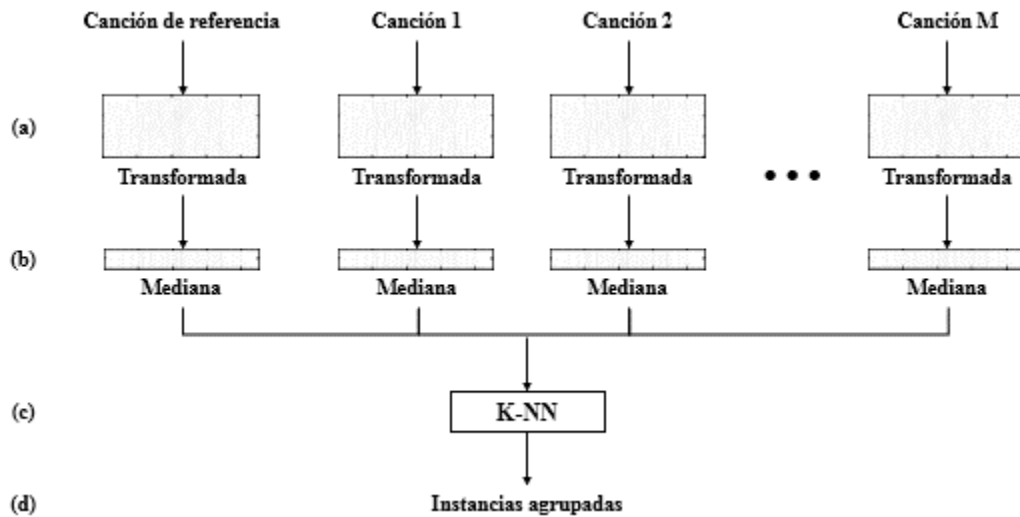 Canción de referencia Canción 1 Canción 2 Canción M
(a)
Transformada Transformada Transformada Transformada
(b)
Mediana Mediana Mediana Mediana
(c) K-NN
(d) Instancias agrupadas